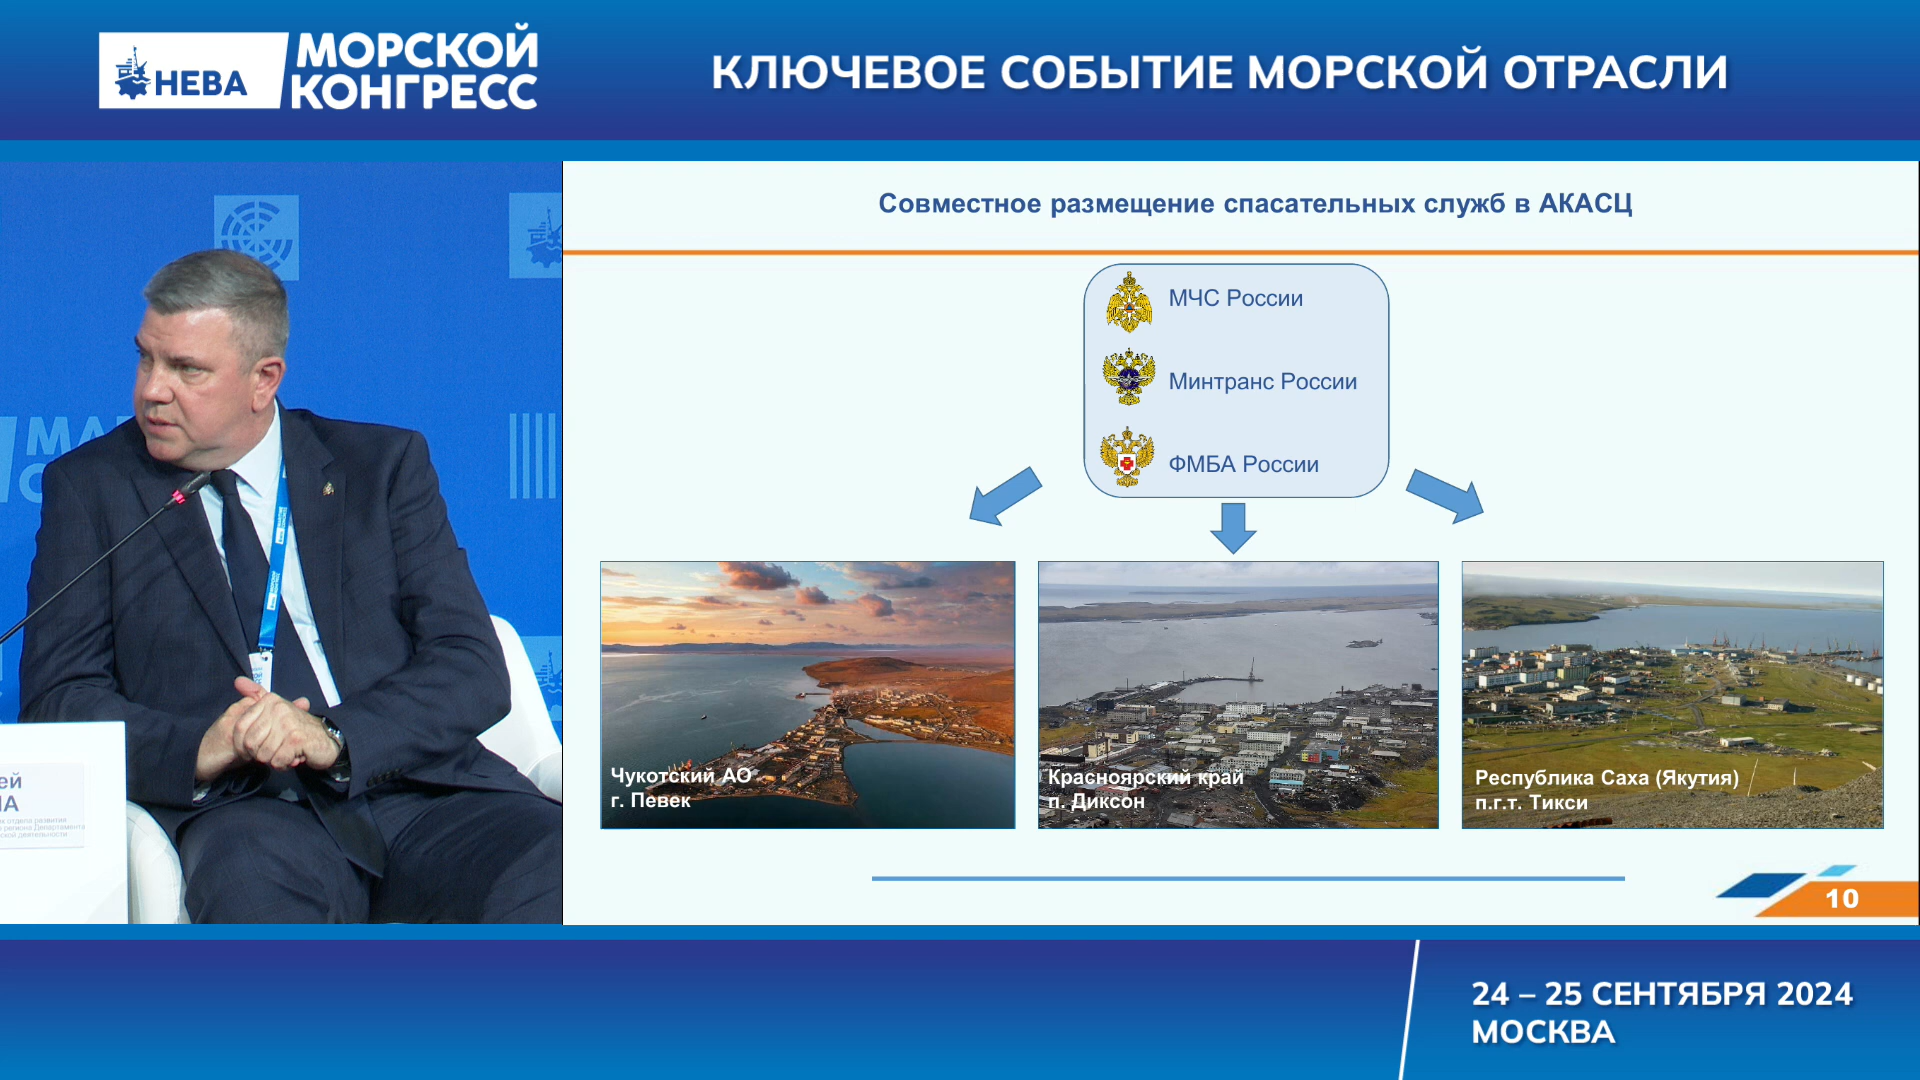 НЕВА
МОРСКОЙ
КОНГРЕСС
КЛЮЧЕВОЕ СОБЫТИЕ МОРСКОЙ ОТРАСЛИ
Совместное размещение спасательных служб в АКАСЦ
МЧС России
Минтранс России
ФМБА России
Чукотский АО
г. Певек
Красноярский край
п. Диксон
Республика Саха (Якутия)
п.г.т. Тикси
10
24 – 25 СЕНТЯБРЯ 2024
МОСКВА